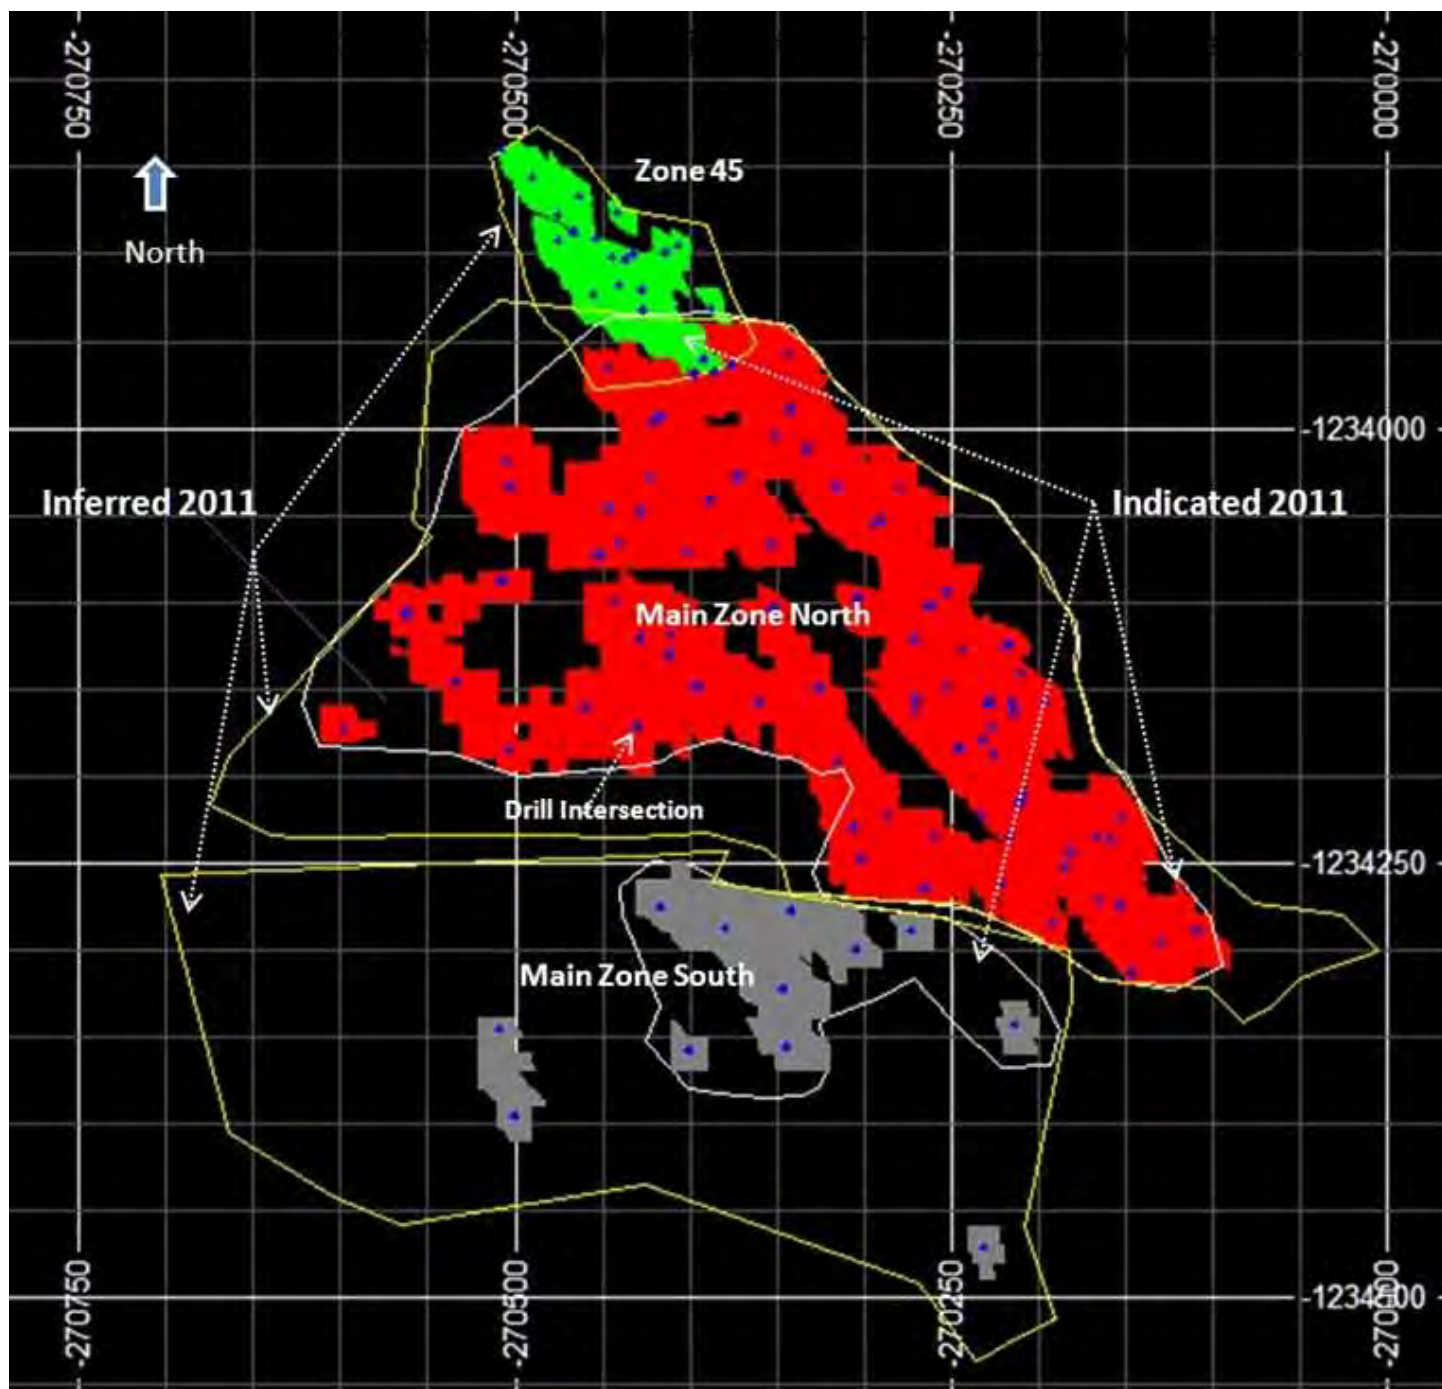 -270750
-270500
-270250
-270000
Zone 45
North
-1234000
Inferred 2011
Indicated 2011
Main Zone North
Drill Intersection
-1234250
Main Zone South
-1234500
-270750
-270500
-270250
-270000